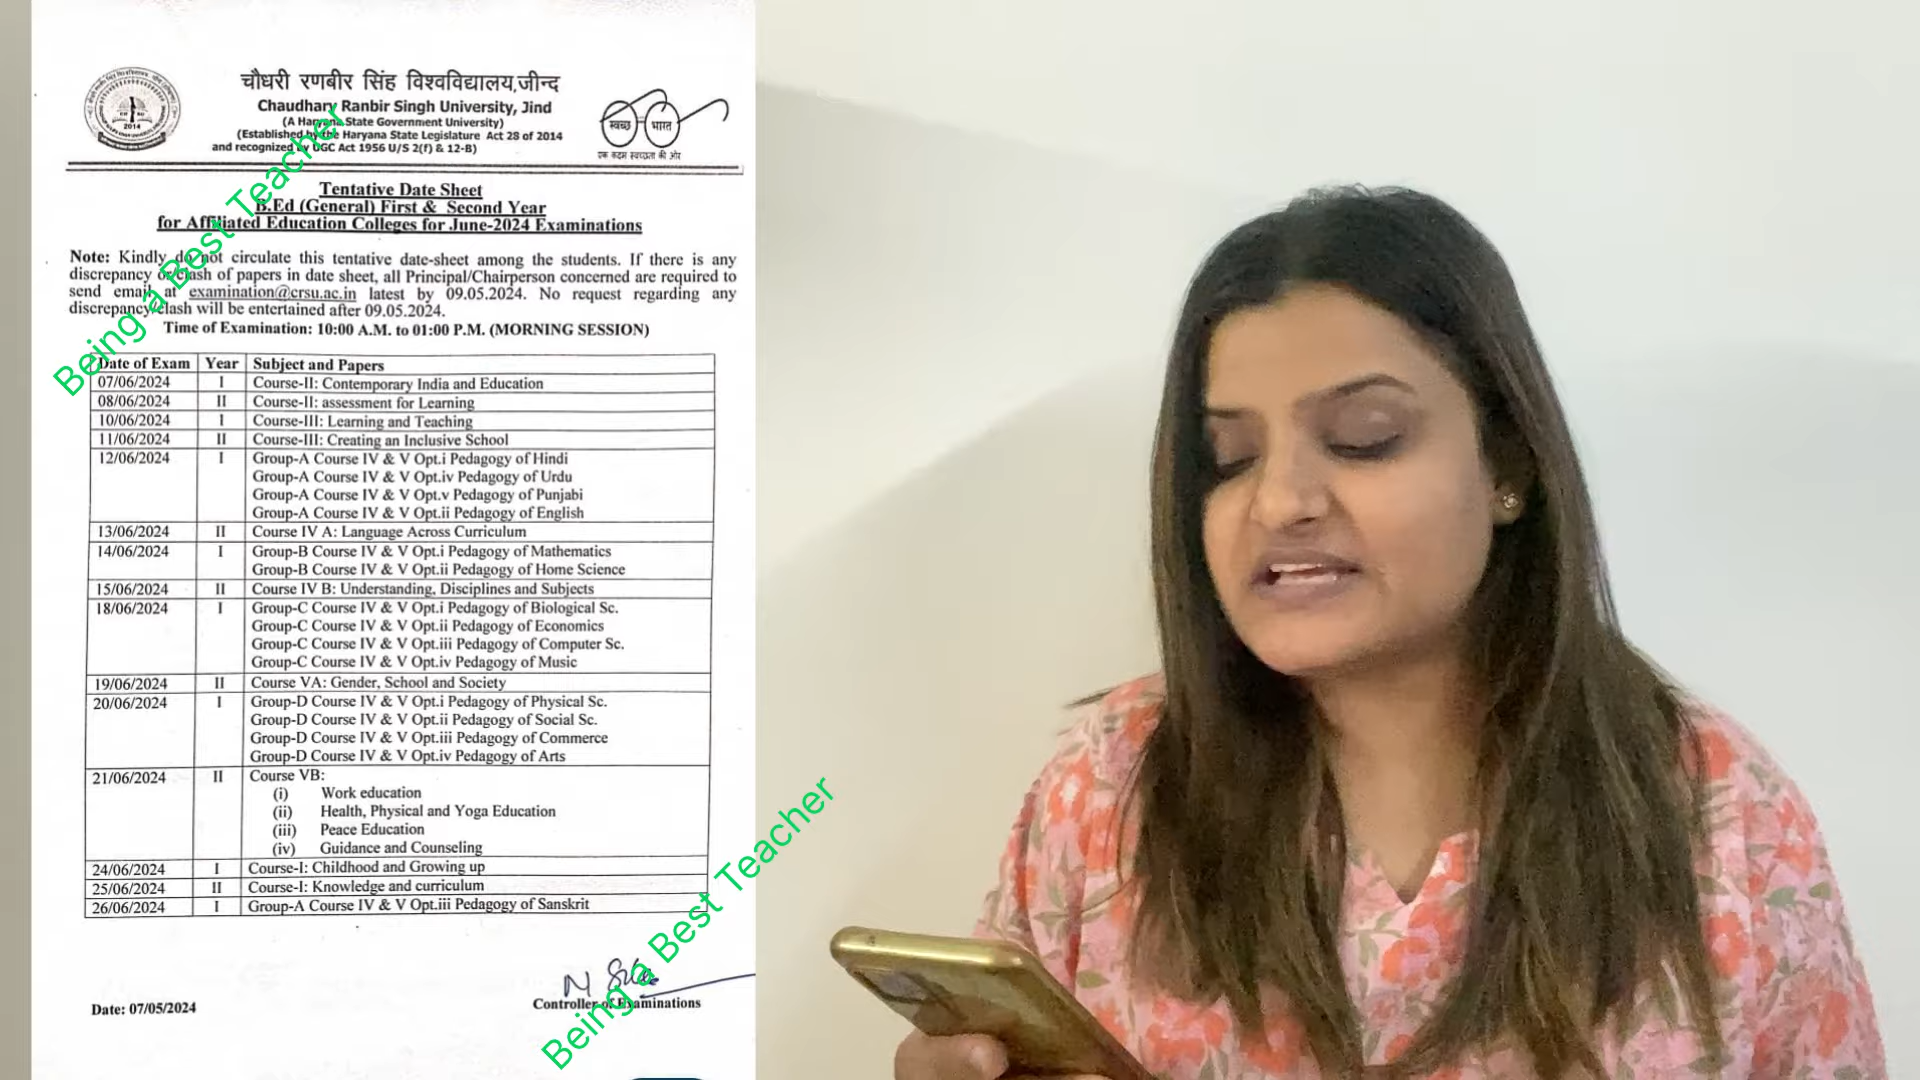 चौधरी रणबीर सिंह विश्वविद्यालय,जीन्द
Chaudhary Ranbir Singh University, Jind
(A Haryana State Government University)
(Established by the Haryana State Legislature Act 28 of 2014
and recognized by UGC Act 1956 U/S 2(f) & 12-B)
2014
स्वच्छ भारत
एक कदम स्वच्छता की ओर
Tentative Date Sheet
B.Ed (General) First & Second Year
for Affiliated Education Colleges for June-2024 Examinations
Note: Kindly do not circulate this tentative date-sheet among the students. If there is any
discrepancy or clash of papers in date sheet, all Principal/Chairperson concerned are required to
send email at examination@crsu.ac.in latest by 09.05.2024. No request regarding any
discrepancy/clash will be entertained after 09.05.2024.
Time of Examination: 10:00 A.M. to 01:00 P.M. (MORNING SESSION)
Date of Exam Year Subject and Papers
07/06/2024 I Course-II: Contemporary India and Education
08/06/2024 II Course-II: assessment for Learning
10/06/2024 I Course-III: Learning and Teaching
11/06/2024 II Course-III: Creating an Inclusive School
12/06/2024 I Group-A Course IV & V Opt.i Pedagogy of Hindi
Group-A Course IV & V Opt.iv Pedagogy of Urdu
Group-A Course IV & V Opt.v Pedagogy of Punjabi
Group-A Course IV & V Opt.ii Pedagogy of English
13/06/2024 II Course IV A: Language Across Curriculum
14/06/2024 I Group-B Course IV & V Opt.i Pedagogy of Mathematics
Group-B Course IV & V Opt.ii Pedagogy of Home Science
15/06/2024 II Course IV B: Understanding, Disciplines and Subjects
18/06/2024 I Group-C Course IV & V Opt.i Pedagogy of Biological Sc.
Group-C Course IV & V Opt.ii Pedagogy of Economics
Group-C Course IV & V Opt.iii Pedagogy of Computer Sc.
Group-C Course IV & V Opt.iv Pedagogy of Music
19/06/2024 II Course VA: Gender, School and Society
20/06/2024 I Group-D Course IV & V Opt.i Pedagogy of Physical Sc.
Group-D Course IV & V Opt.ii Pedagogy of Social Sc.
Group-D Course IV & V Opt.iii Pedagogy of Commerce
Group-D Course IV & V Opt.iv Pedagogy of Arts
21/06/2024 II Course VB:
(i) Work education
(ii) Health, Physical and Yoga Education
(iii) Peace Education
(iv) Guidance and Counseling
24/06/2024 I Course-I: Childhood and Growing up
25/06/2024 II Course-I: Knowledge and curriculum
26/06/2024 I Group-A Course IV & V Opt.iii Pedagogy of Sanskrit
Date: 07/05/2024
Controller of Examinations
Being a Best Teacher
Being a Best Teacher